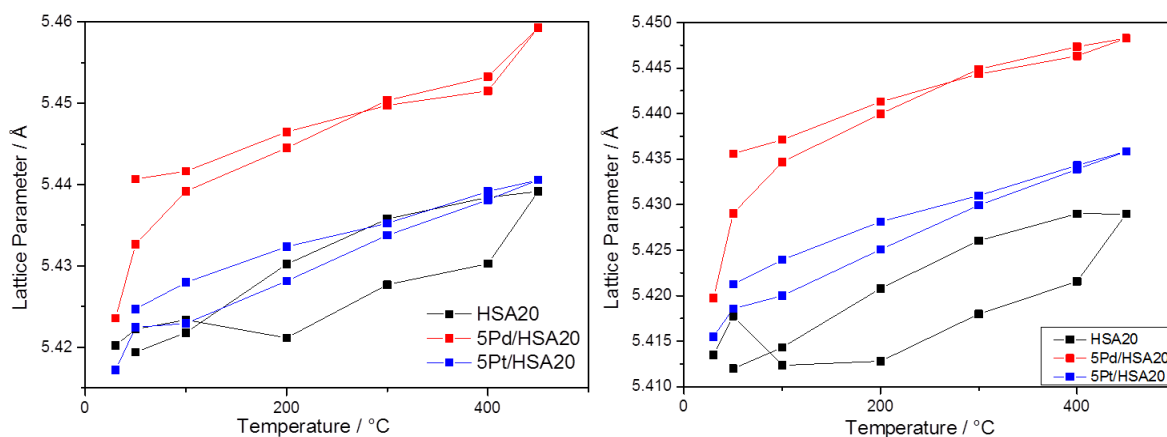 5.46
5.45
5.44
5.43
5.42
Lattice Parameter / Å
0
200
400
Temperature / °C
HSA20
5Pd/HSA20
5Pt/HSA20
5.450
5.445
5.440
5.435
5.430
5.425
5.420
5.415
5.410
Lattice Parameter / Å
0
200
400
Temperature / °C
HSA20
5Pd/HSA20
5Pt/HSA20